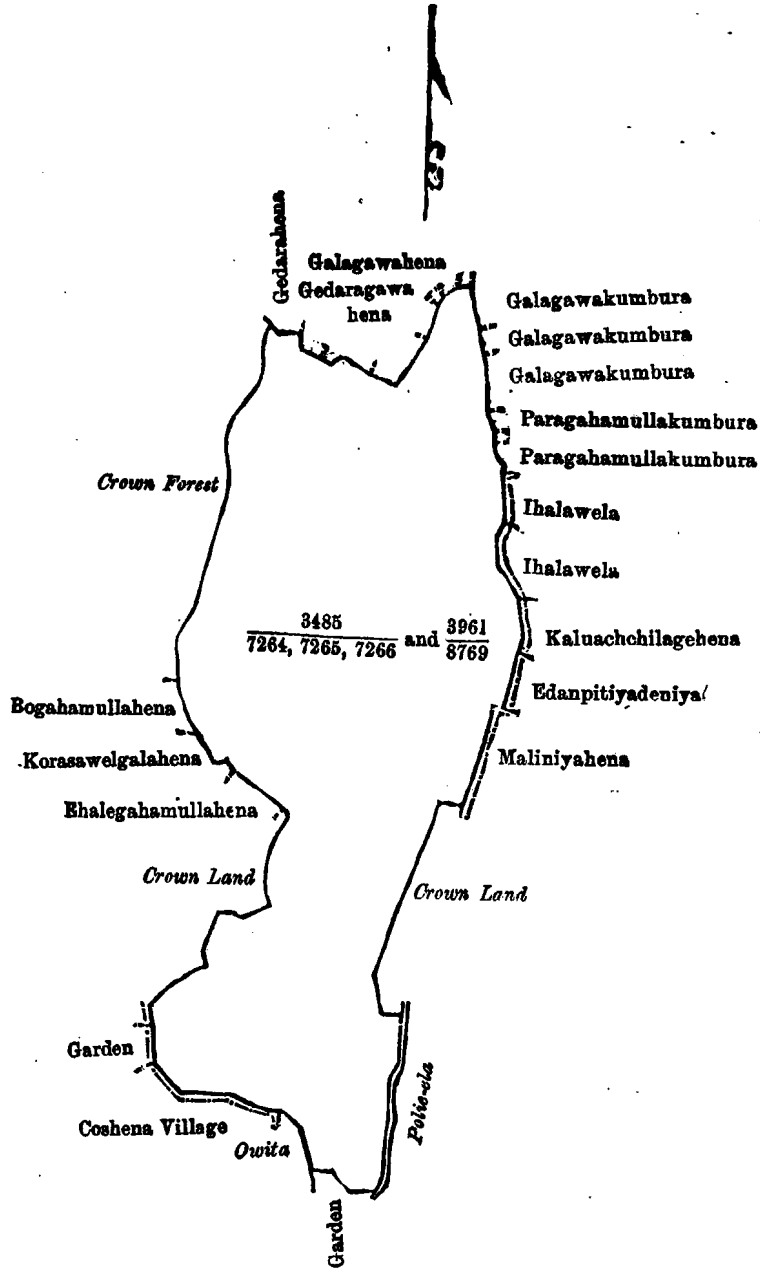 Gedarahena
Galagawahena
Gedaragawa
hena
Galagawakumbura
Galagawakumbura
Galagawakumbura
Paragahamullakumbura
Paragahamullakumbura
Crown Forest
Ihalawela
Ihalawela
3485
7264, 7265, 7266
and
3961
8769
Kaluachchilagehena
Edanpitiyadeniya
Bogahamullahena
Maliniyahena
Korasawelgalahena
Ehalegahamullahena
Crown Land
Crown Land
Garden
Polie-ela
Coshena Village
Owita
Garden